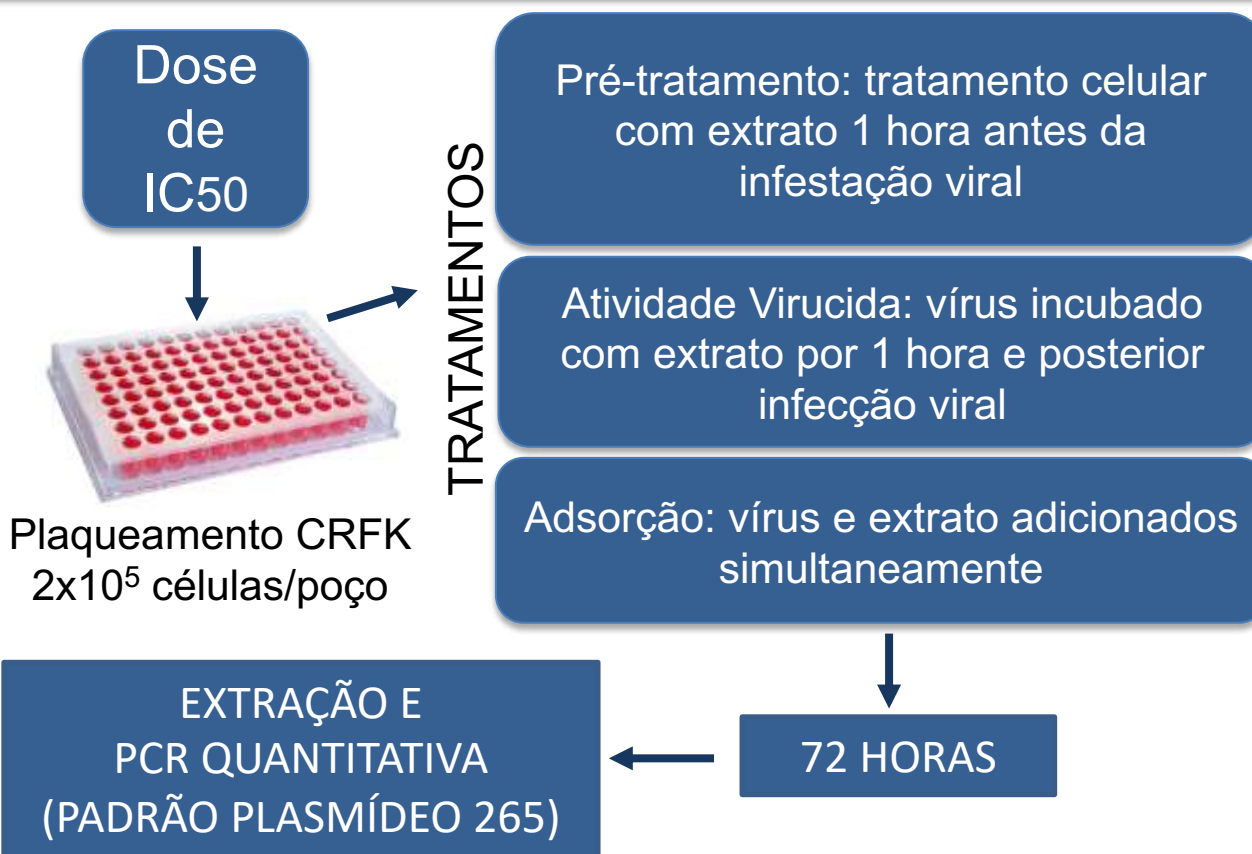 Dose
de
IC50
Plaqueamento CRFK
2x10⁵ células/poço
TRATAMENTOS
Pré-tratamento: tratamento celular
com extrato 1 hora antes da
infestação viral
Atividade Virucida: vírus incubado
com extrato por 1 hora e posterior
infecção viral
Adsorção: vírus e extrato adicionados
simultaneamente
72 HORAS
EXTRAÇÃO E
PCR QUANTITATIVA
(PADRÃO PLASMÍDEO 265)